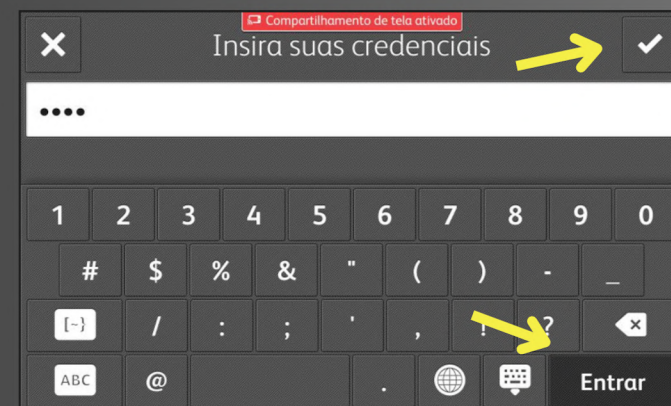 Compartilhamento de tela ativado
Insira suas credenciais
••••
1 2 3 4 5 6 7 8 9 0
# $ % & " ( ) - _
[~} / : ; ' , ! ?
ABC @ . Entrar